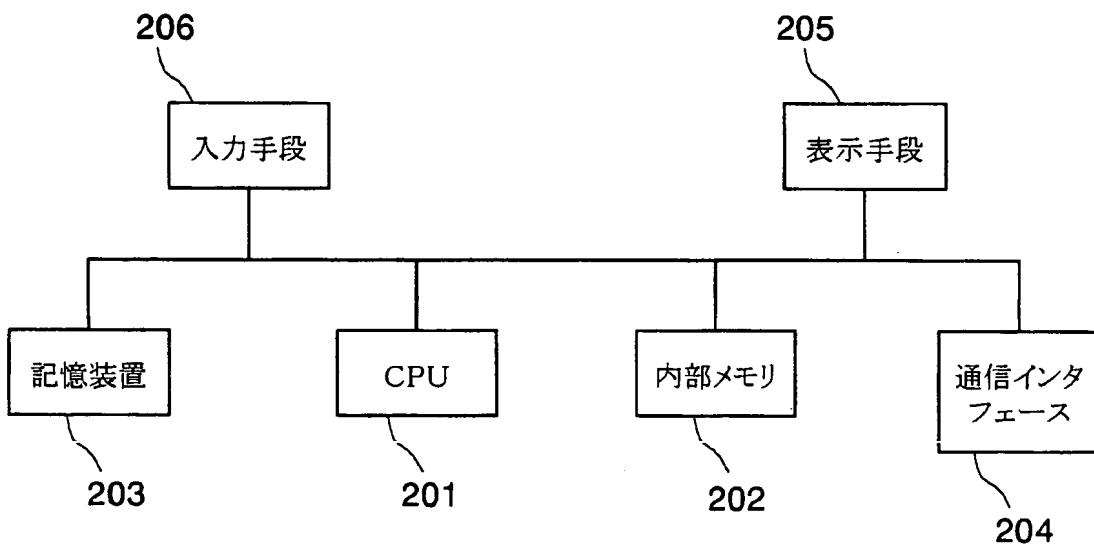 206
205
入力手段
表示手段
記憶装置
CPU
内部メモリ
通信インタ
フェース
203
201
202
204